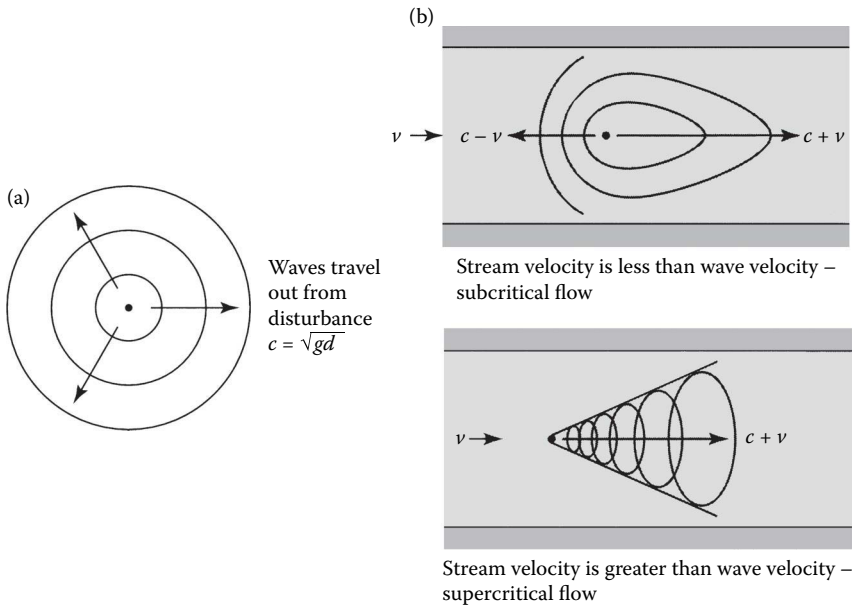 (a)
Waves travel
out from
disturbance
c = √gd
(b)
v
c – v
c + v
Stream velocity is less than wave velocity –
subcritical flow
v
c + v
Stream velocity is greater than wave velocity –
supercritical flow